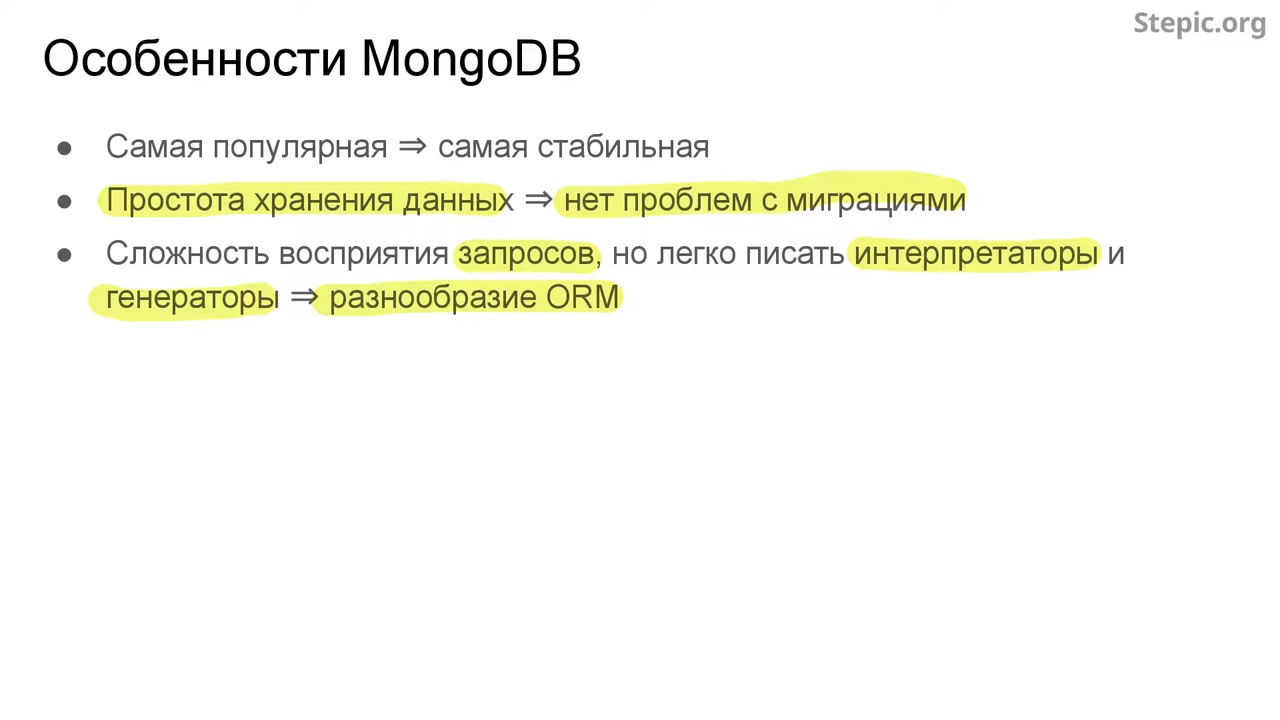 Stepic.org
Особенности MongoDB
● Самая популярная ⇒ самая стабильная
● Простота хранения данных ⇒ нет проблем с миграциями
● Сложность восприятия запросов, но легко писать интерпретаторы и
генераторы ⇒ разнообразие ORM